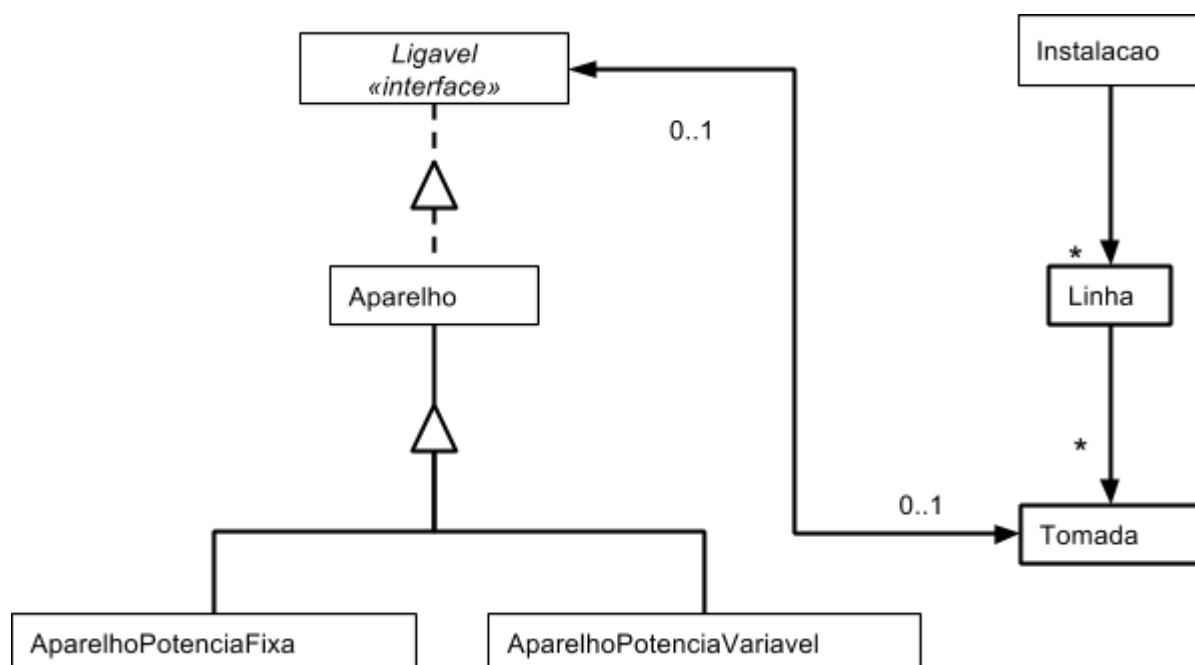 Ligavel
«interface»
Instalacao
0..1
*
Aparelho
Linha
*
0..1
Tomada
AparelhoPotenciaFixa
AparelhoPotenciaVariavel